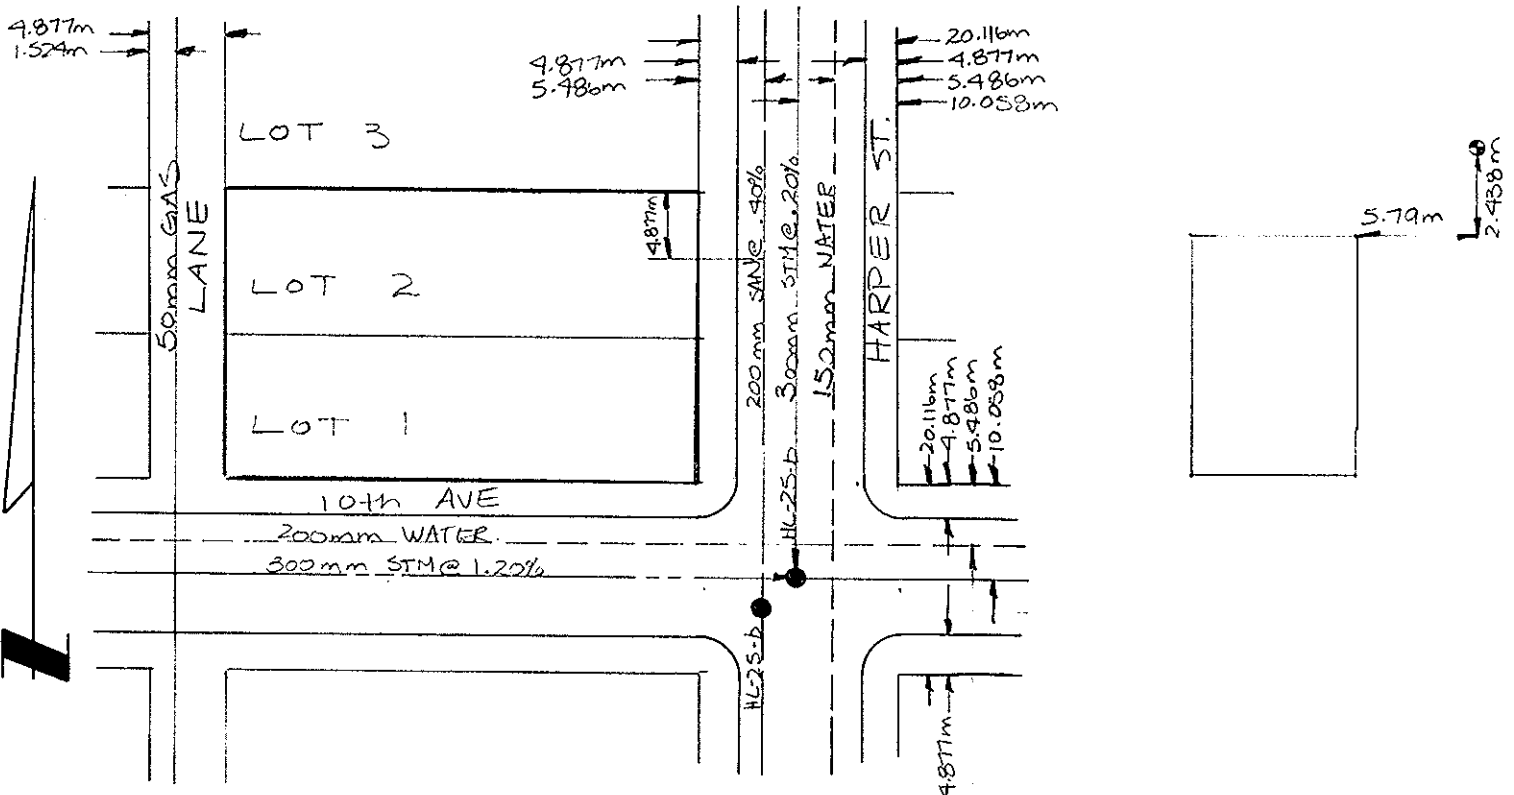 4.877m
1.524m
4.877m
5.486m
20.116m
4.877m
5.486m
10.058m
LOT 3
50mm GAS
LANE
4.877m
200mm SAN@ .40%
300mm STM@ .20%
150mm WATER
HARPER ST.
5.79m
2.438m
LOT 2
LOT 1
20.116m
4.877m
5.486m
10.058m
HL-25-D
10th AVE
200mm WATER
300mm STM@ 1.20%
HL-25-D
4.877m